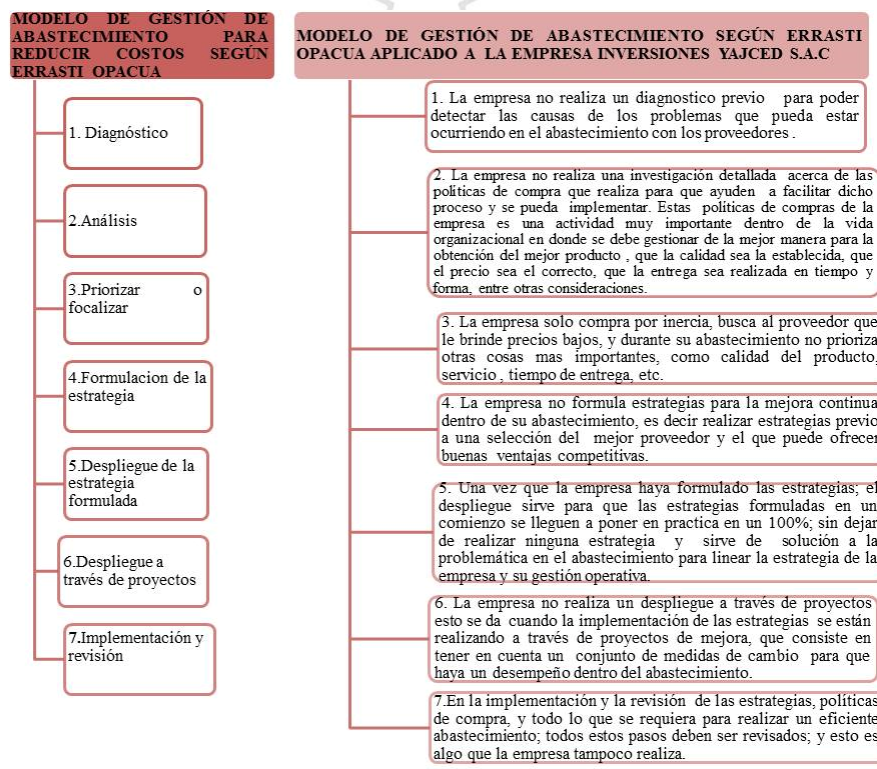 MODELO DE GESTIÓN DE
ABASTECIMIENTO PARA
REDUCIR COSTOS SEGÚN
ERRASTI OPACUA
1. Diagnóstico
2.Análisis
3.Priorizar o
focalizar
4.Formulacion de la
estrategia
5.Despliegue de la
estrategia
formulada
6.Despliegue a
través de proyectos
7.Implementación y
revisión
MODELO DE GESTIÓN DE ABASTECIMIENTO SEGÚN ERRASTI
OPACUA APLICADO A LA EMPRESA INVERSIONES YAJCED S.A.C
1. La empresa no realiza un diagnostico previo para poder
detectar las causas de los problemas que pueda estar
ocurriendo en el abastecimiento con los proveedores .
2. La empresa no realiza una investigación detallada acerca de las
políticas de compra que realiza para que ayuden a facilitar dicho
proceso y se pueda implementar. Estas politicas de compras de la
empresa es una actividad muy importante dentro de la vida
organizacional en donde se debe gestionar de la mejor manera para la
obtención del mejor producto , que la calidad sea la establecida, que
el precio sea el correcto, que la entrega sea realizada en tiempo y
forma, entre otras consideraciones.
3. La empresa solo compra por inercia, busca al proveedor que
le brinde precios bajos, y durante su abastecimiento no prioriza
otras cosas mas importantes, como calidad del producto,
servicio , tiempo de entrega, etc.
4. La empresa no formula estrategias para la mejora continua
dentro de su abastecimiento, es decir realizar estrategias previo
a una selección del mejor proveedor y el que puede ofrecer
buenas ventajas competitivas.
5. Una vez que la empresa haya formulado las estrategias; el
despliegue sirve para que las estrategias formuladas en un
comienzo se lleguen a poner en practica en un 100%; sin dejar
de realizar ninguna estrategia y sirve de solución a la
problemática en el abastecimiento para linear la estrategia de la
empresa y su gestión operativa.
6. La empresa no realiza un despliegue a través de proyectos
esto se da cuando la implementación de las estrategias se están
realizando a través de proyectos de mejora, que consiste en
tener en cuenta un conjunto de medidas de cambio para que
haya un desempeño dentro del abastecimiento.
7.En la implementación y la revisión de las estrategias, políticas
de compra, y todo lo que se requiera para realizar un eficiente
abastecimiento; todos estos pasos deben ser revisados; y esto es
algo que la empresa tampoco realiza.